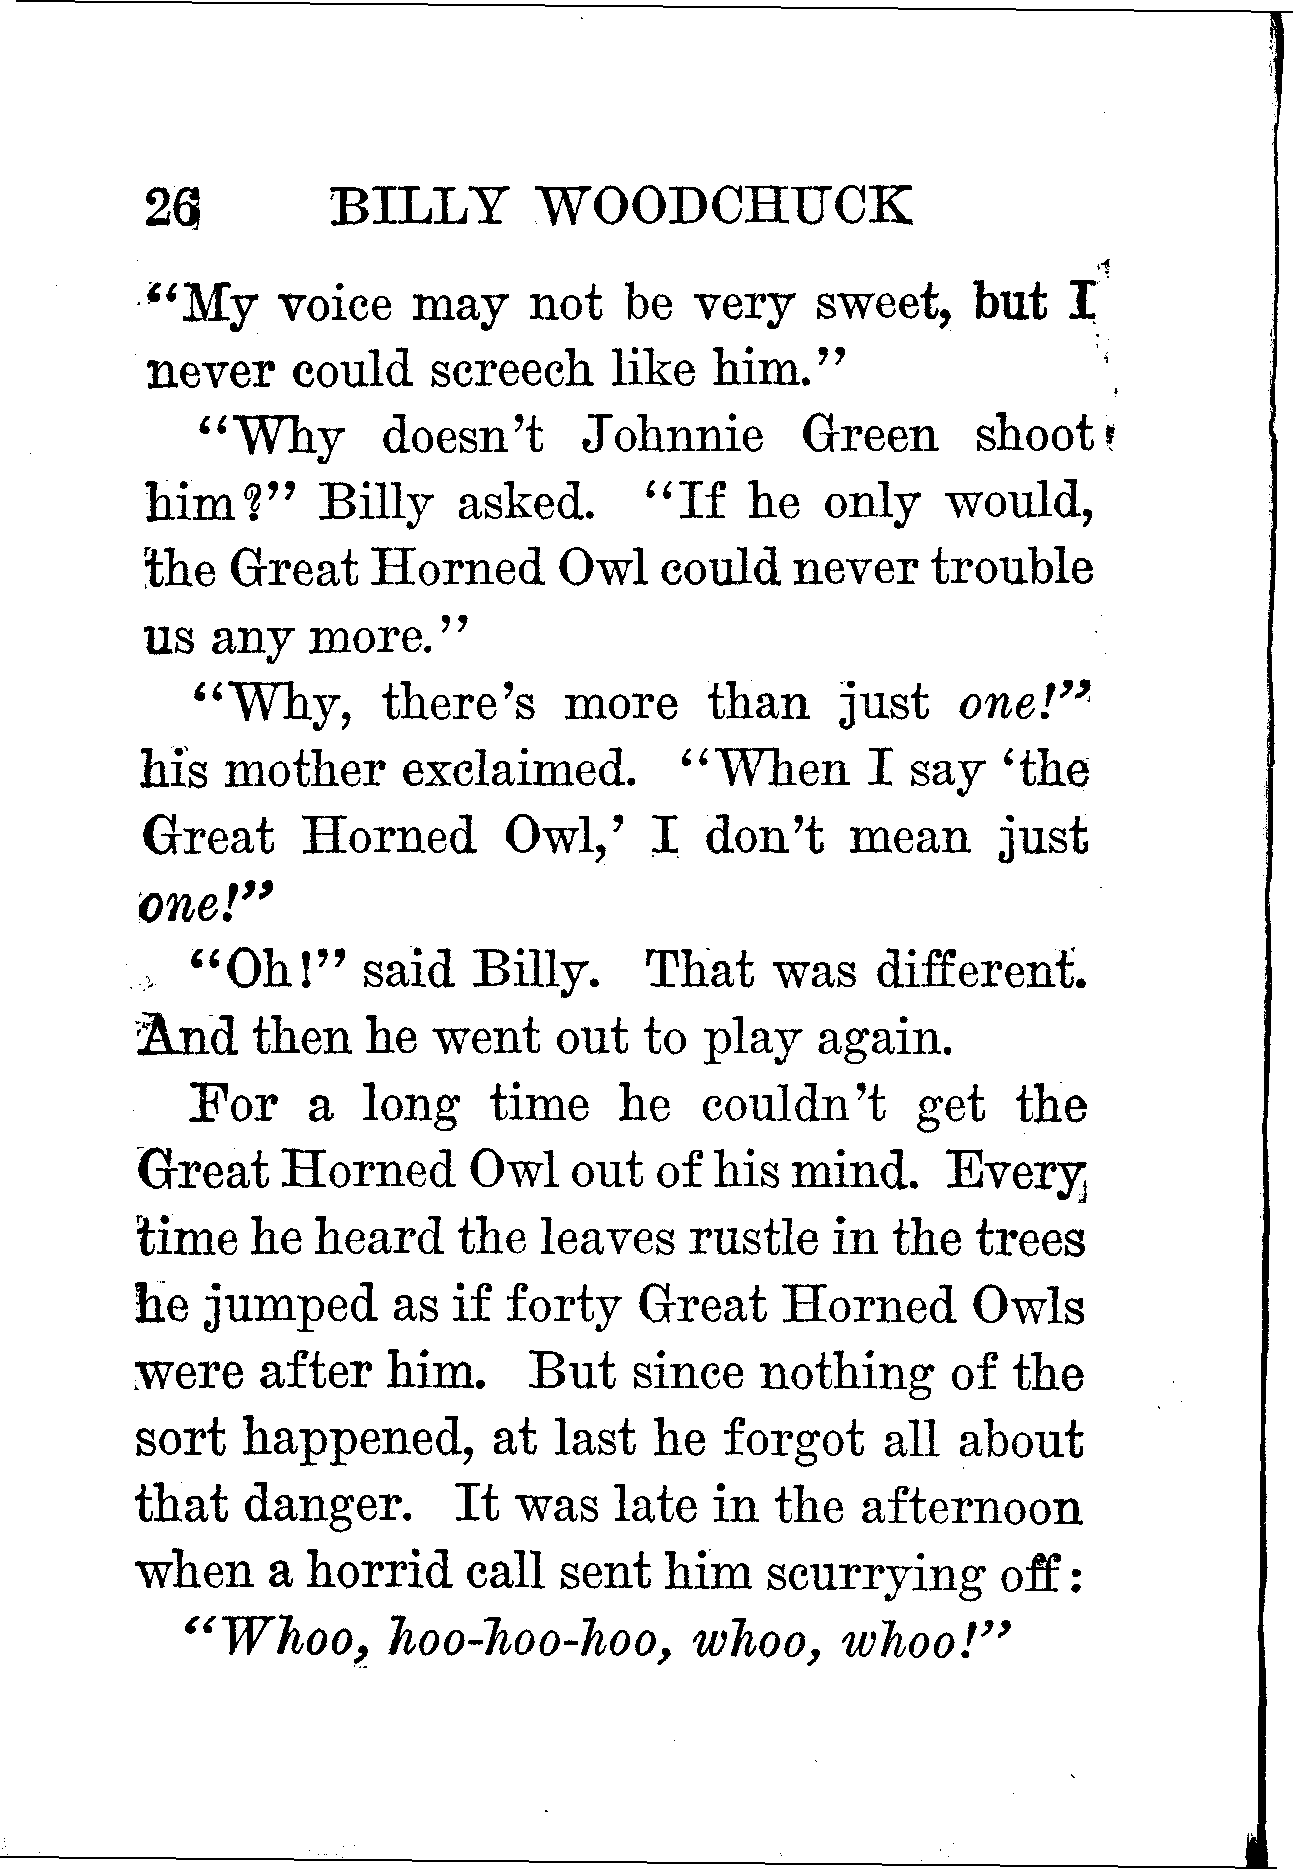 26 BILLY WOODCHUCK
“My voice may not be very sweet, but I
never could screech like him.”
“Why doesn’t Johnnie Green shoot
him?” Billy asked. “If he only would,
the Great Horned Owl could never trouble
us any more.”
“Why, there’s more than just one!”
his mother exclaimed. “When I say ‘the
Great Horned Owl,’ I don’t mean just
one!”
“Oh!” said Billy. That was different.
And then he went out to play again.
For a long time he couldn’t get the
Great Horned Owl out of his mind. Every
time he heard the leaves rustle in the trees
he jumped as if forty Great Horned Owls
were after him. But since nothing of the
sort happened, at last he forgot all about
that danger. It was late in the afternoon
when a horrid call sent him scurrying off:
“Whoo, hoo-hoo-hoo, whoo, whoo!”